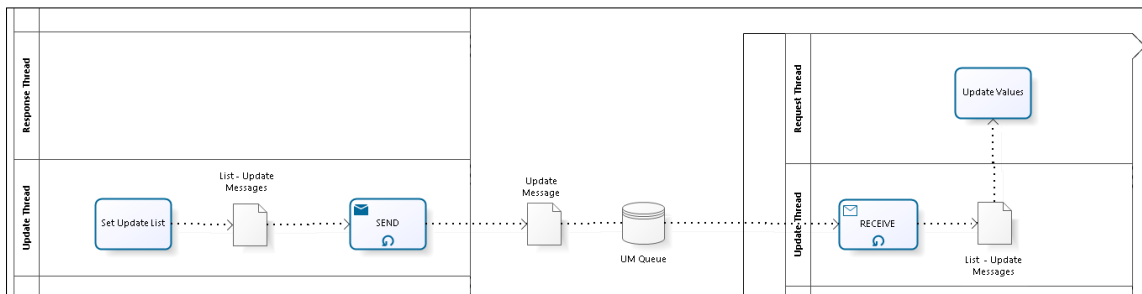 Response Thread
Update Thread
Set Update List
List - Update
Messages
SEND
Update
Message
UM Queue
Request Thread
Update Thread
Update Values
RECEIVE
List - Update
Messages